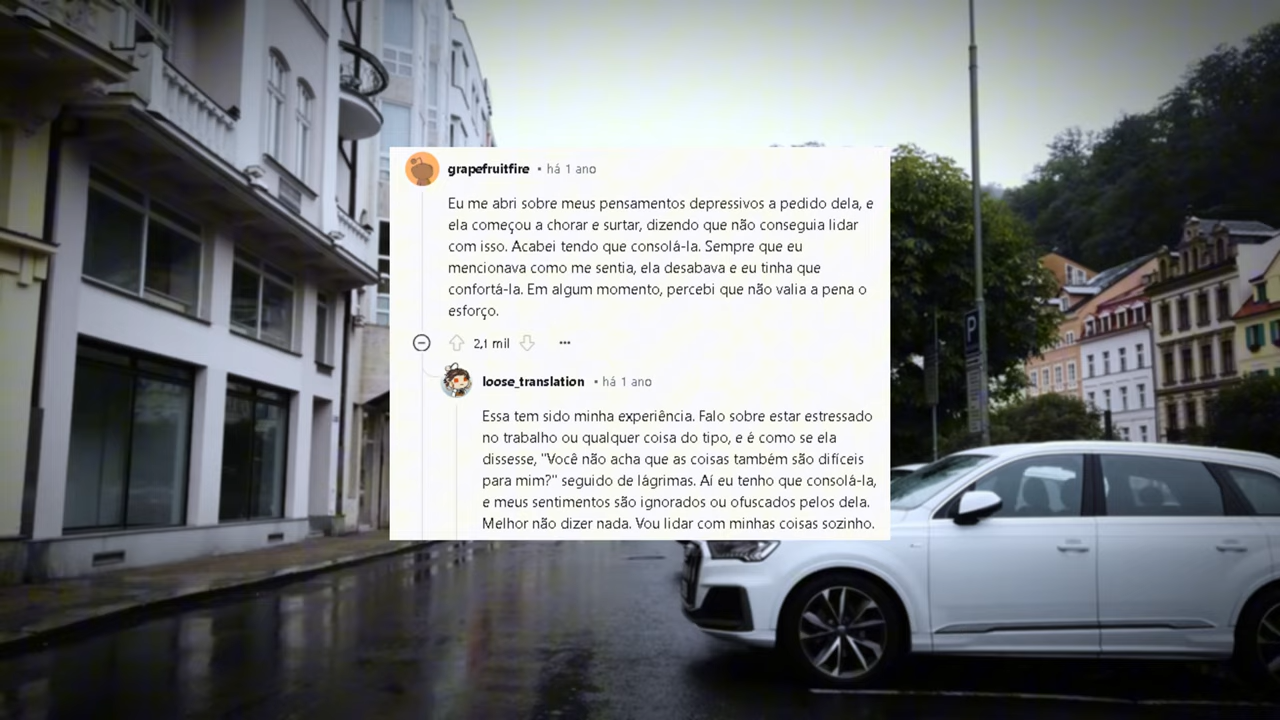 grapefruitfire • há 1 ano
Eu me abri sobre meus pensamentos depressivos a pedido dela, e
ela começou a chorar e surtar, dizendo que não conseguia lidar
com isso. Acabei tendo que consolá-la. Sempre que eu
mencionava como me sentia, ela desabava e eu tinha que
confortá-la. Em algum momento, percebi que não valia a pena o
esforço.
2,1 mil
loose_translation • há 1 ano
Essa tem sido minha experiência. Falo sobre estar estressado
no trabalho ou qualquer coisa do tipo, e é como se ela
dissesse, "Você não acha que as coisas também são difíceis
para mim?" seguido de lágrimas. Aí eu tenho que consolá-la,
e meus sentimentos são ignorados ou ofuscados pelos dela.
Melhor não dizer nada. Vou lidar com minhas coisas sozinho.
P